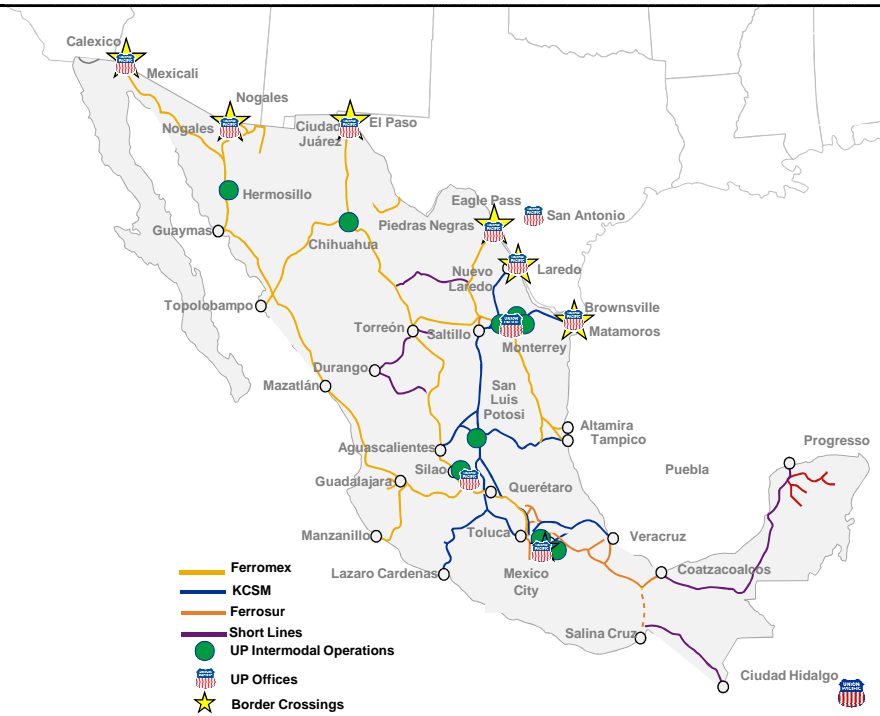 Calexico
Mexicali
Nogales
Nogales
Ciudad
Juárez
El Paso
Hermosillo
Eagle Pass
San Antonio
Guaymas
Piedras Negras
Chihuahua
Nuevo
Laredo
Laredo
Topolobampo
Brownsville
Matamoros
Torreón
Saltillo
Monterrey
Durango
Mazatlán
San
Luis
Potosi
Altamira
Tampico
Aguascalientes
Progresso
Silao
Puebla
Guadalajara
Querétaro
Manzanillo
Toluca
Veracruz
Lazaro Cardenas
Mexico
City
Coatzacoalcos
Salina Cruz
Ciudad Hidalgo
Ferromex
KCSM
Ferrosur
Short Lines
UP Intermodal Operations
UP Offices
Border Crossings
UNION
PACIFIC